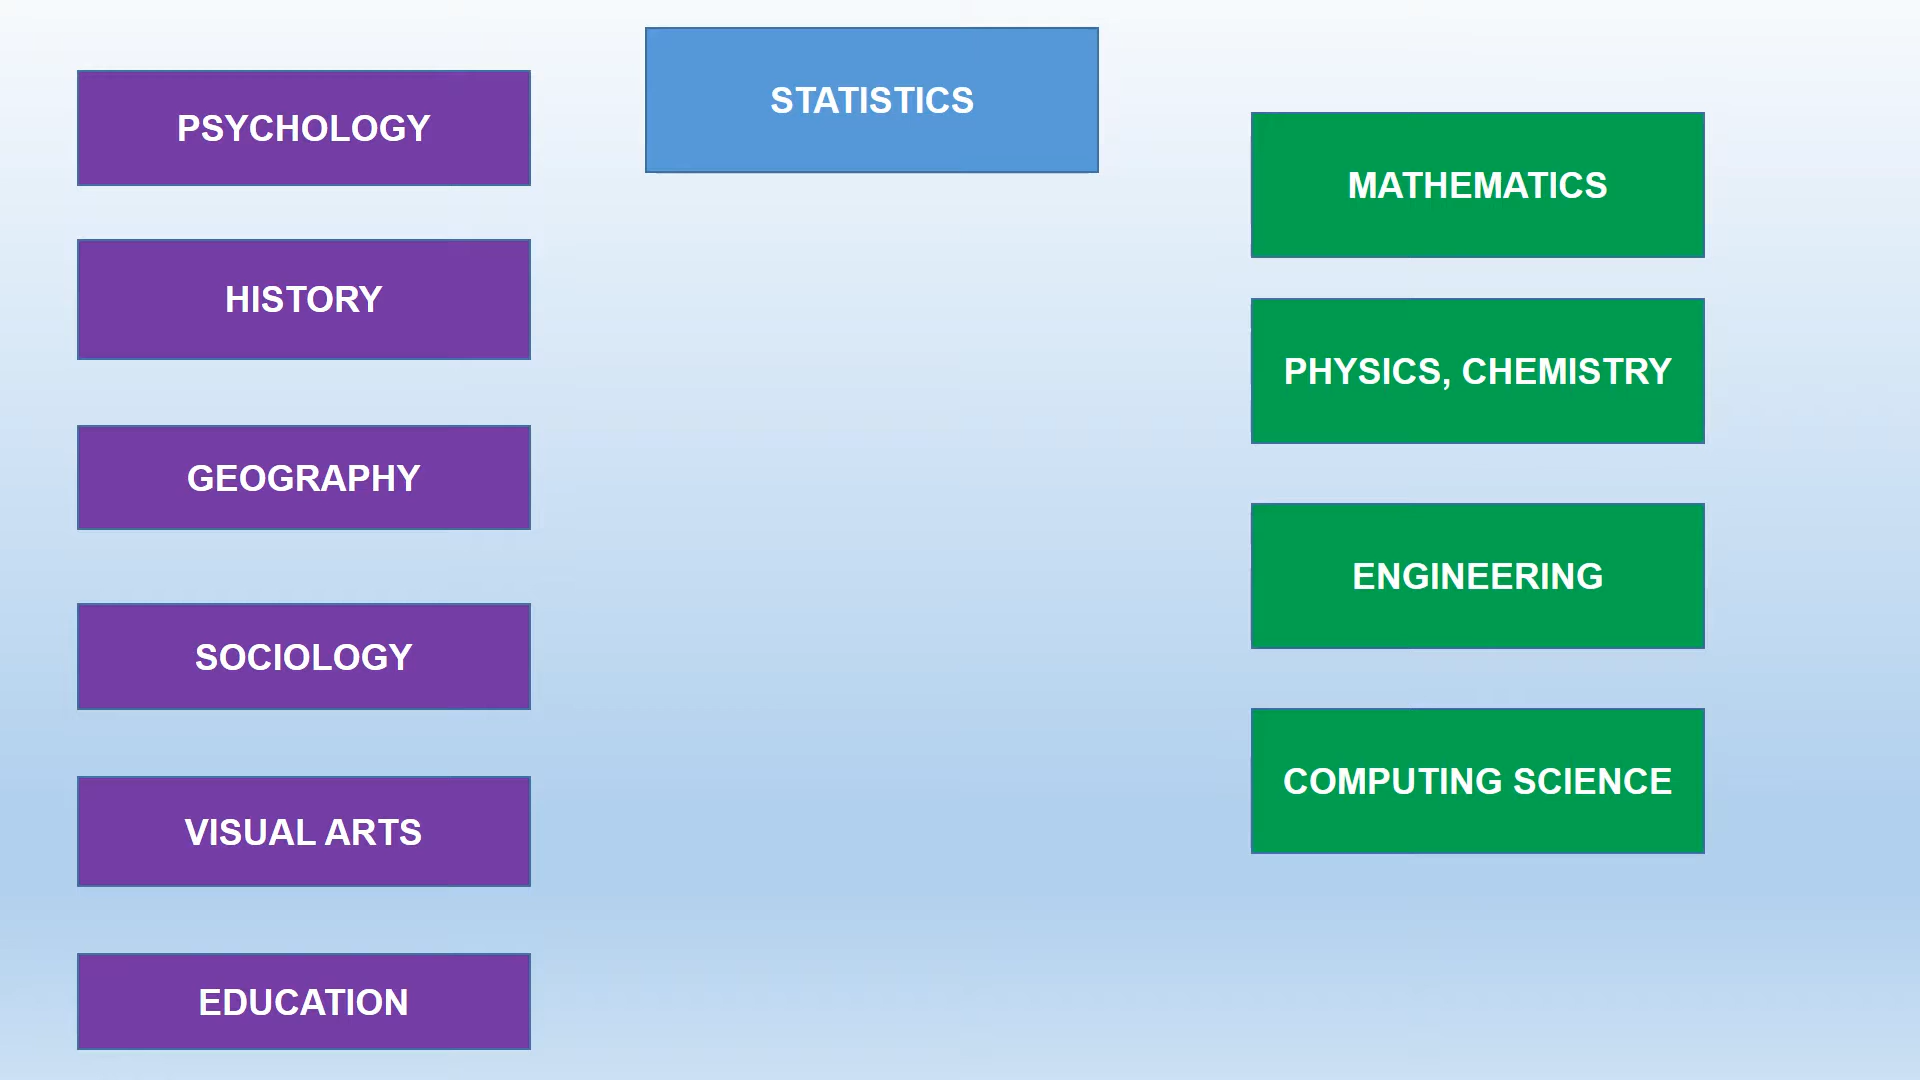 PSYCHOLOGY
HISTORY
GEOGRAPHY
SOCIOLOGY
VISUAL ARTS
EDUCATION
STATISTICS
MATHEMATICS
PHYSICS, CHEMISTRY
ENGINEERING
COMPUTING SCIENCE